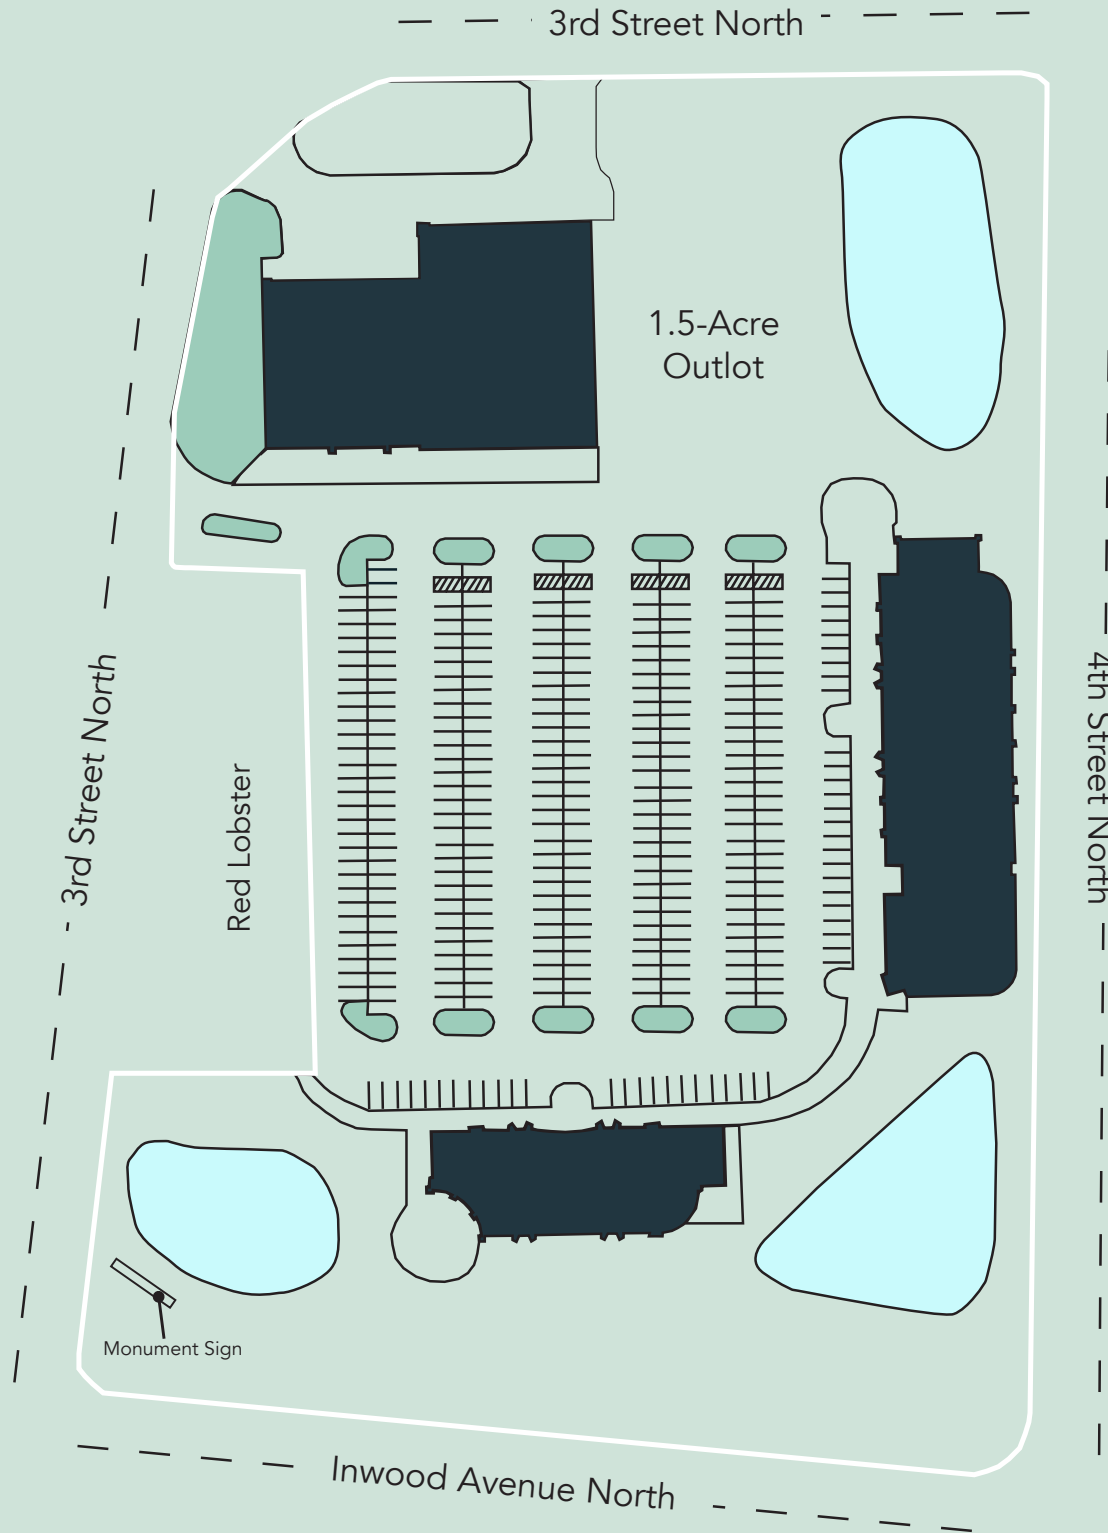 3rd Street North
1.5-Acre
Outlot
3rd Street North
Red Lobster
4th Street North
Monument Sign
Inwood Avenue North